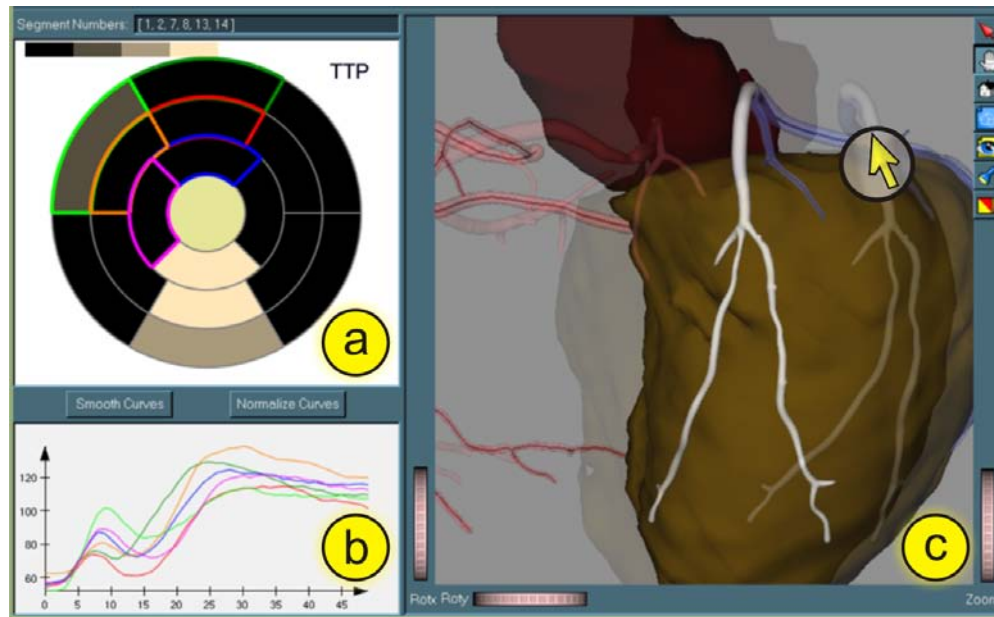 Segment Numbers: [ 1, 2, 7, 8, 13, 14 ]
TTP
a
Smooth Curves Normalize Curves
120
100
80
60
0 5 10 15 20 25 30 35 40 45
b
c
Rotx Roty Zoom